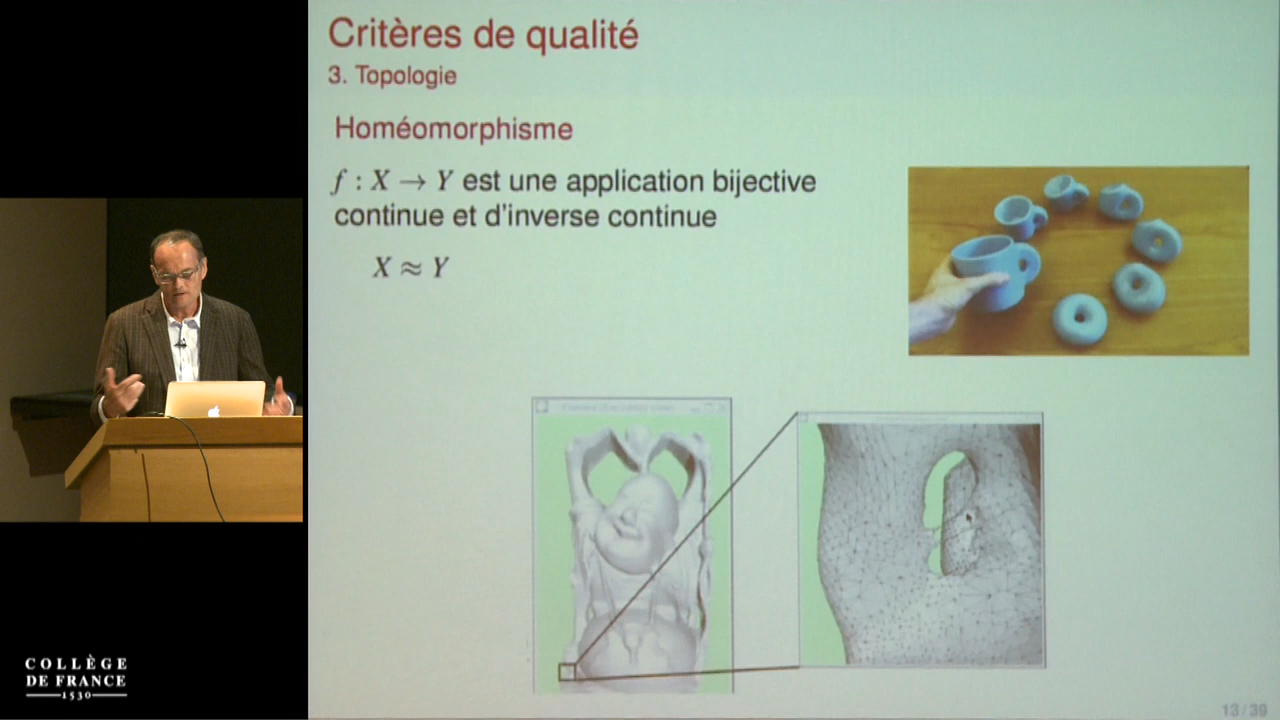 Critères de qualité
3. Topologie
Homéomorphisme
f : X → Y est une application bijective
continue et d'inverse continue
X ≈ Y
COLLÈGE
DE FRANCE
1530
13/39